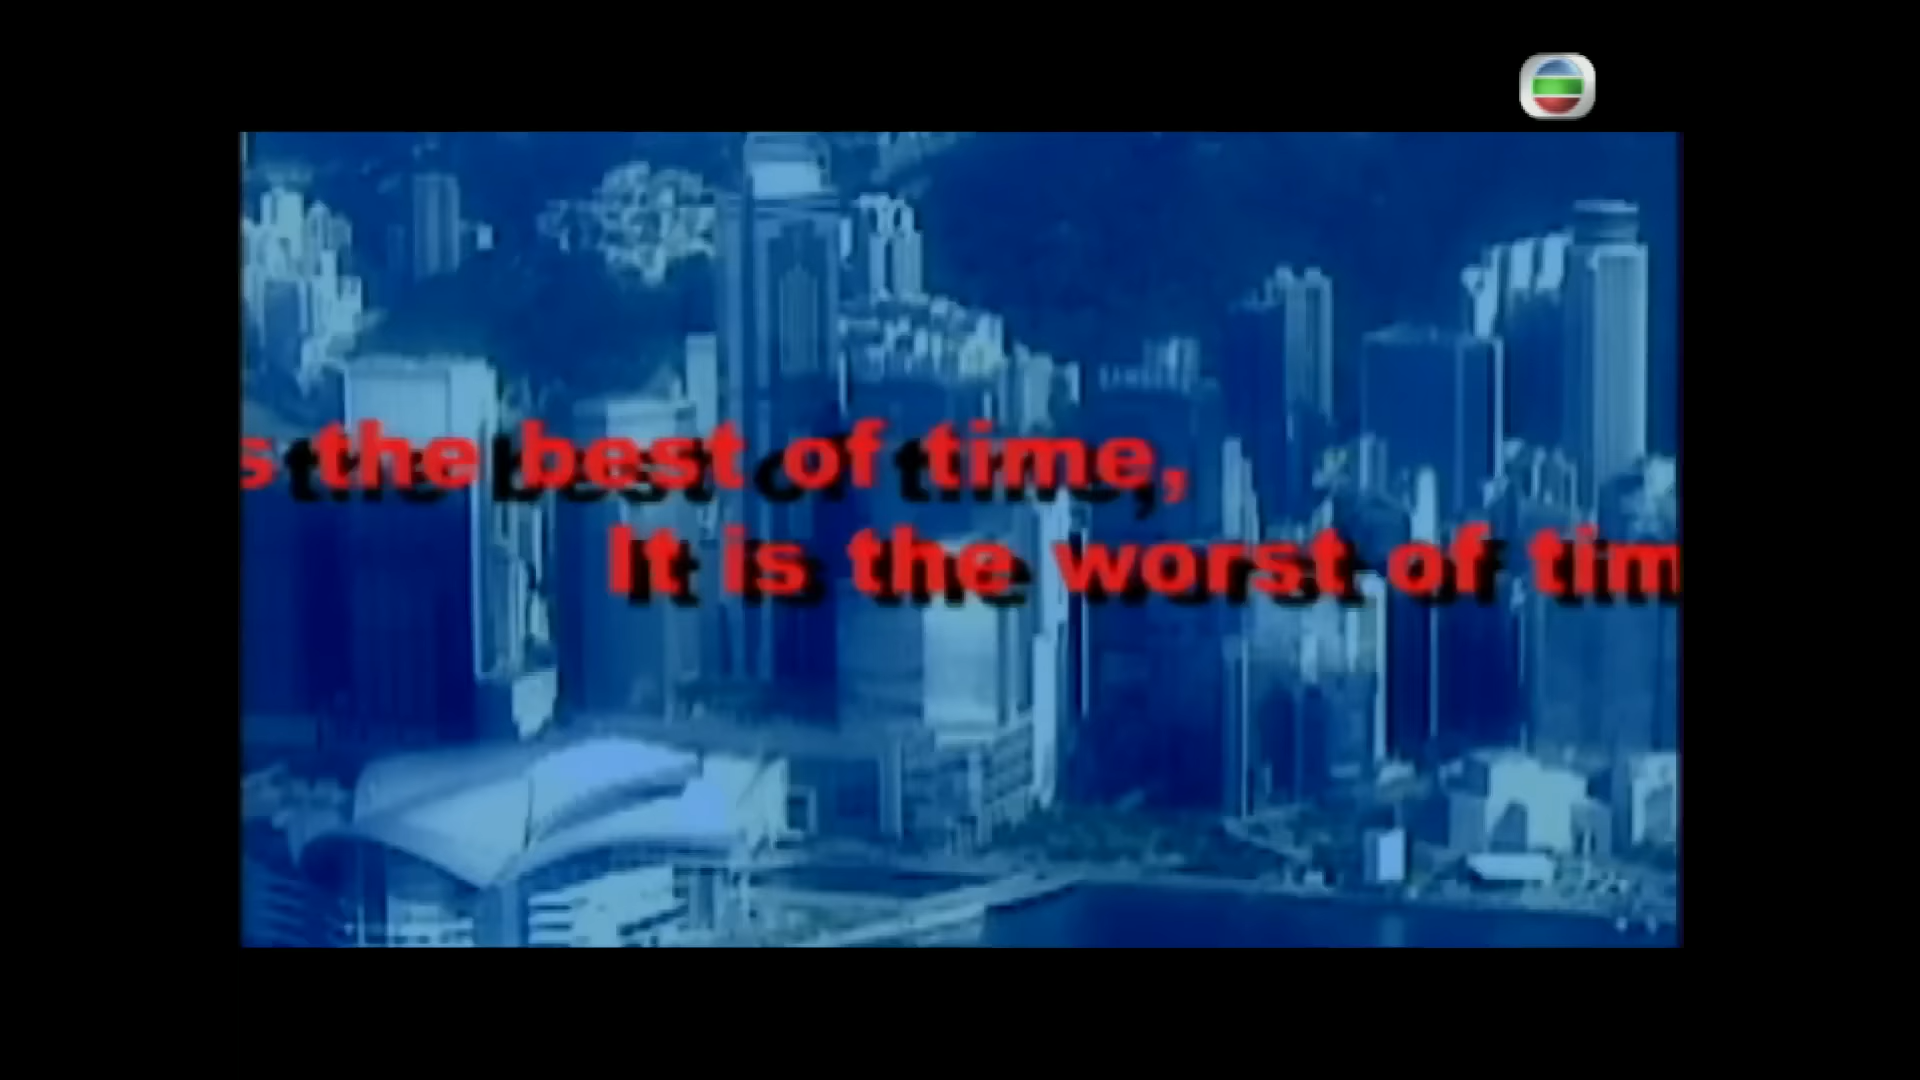 s the best of time,
It is the worst of tim